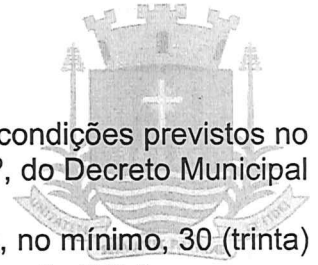 condições previstos no
º, do Decreto Municipal
, no mínimo, 30 (trinta)